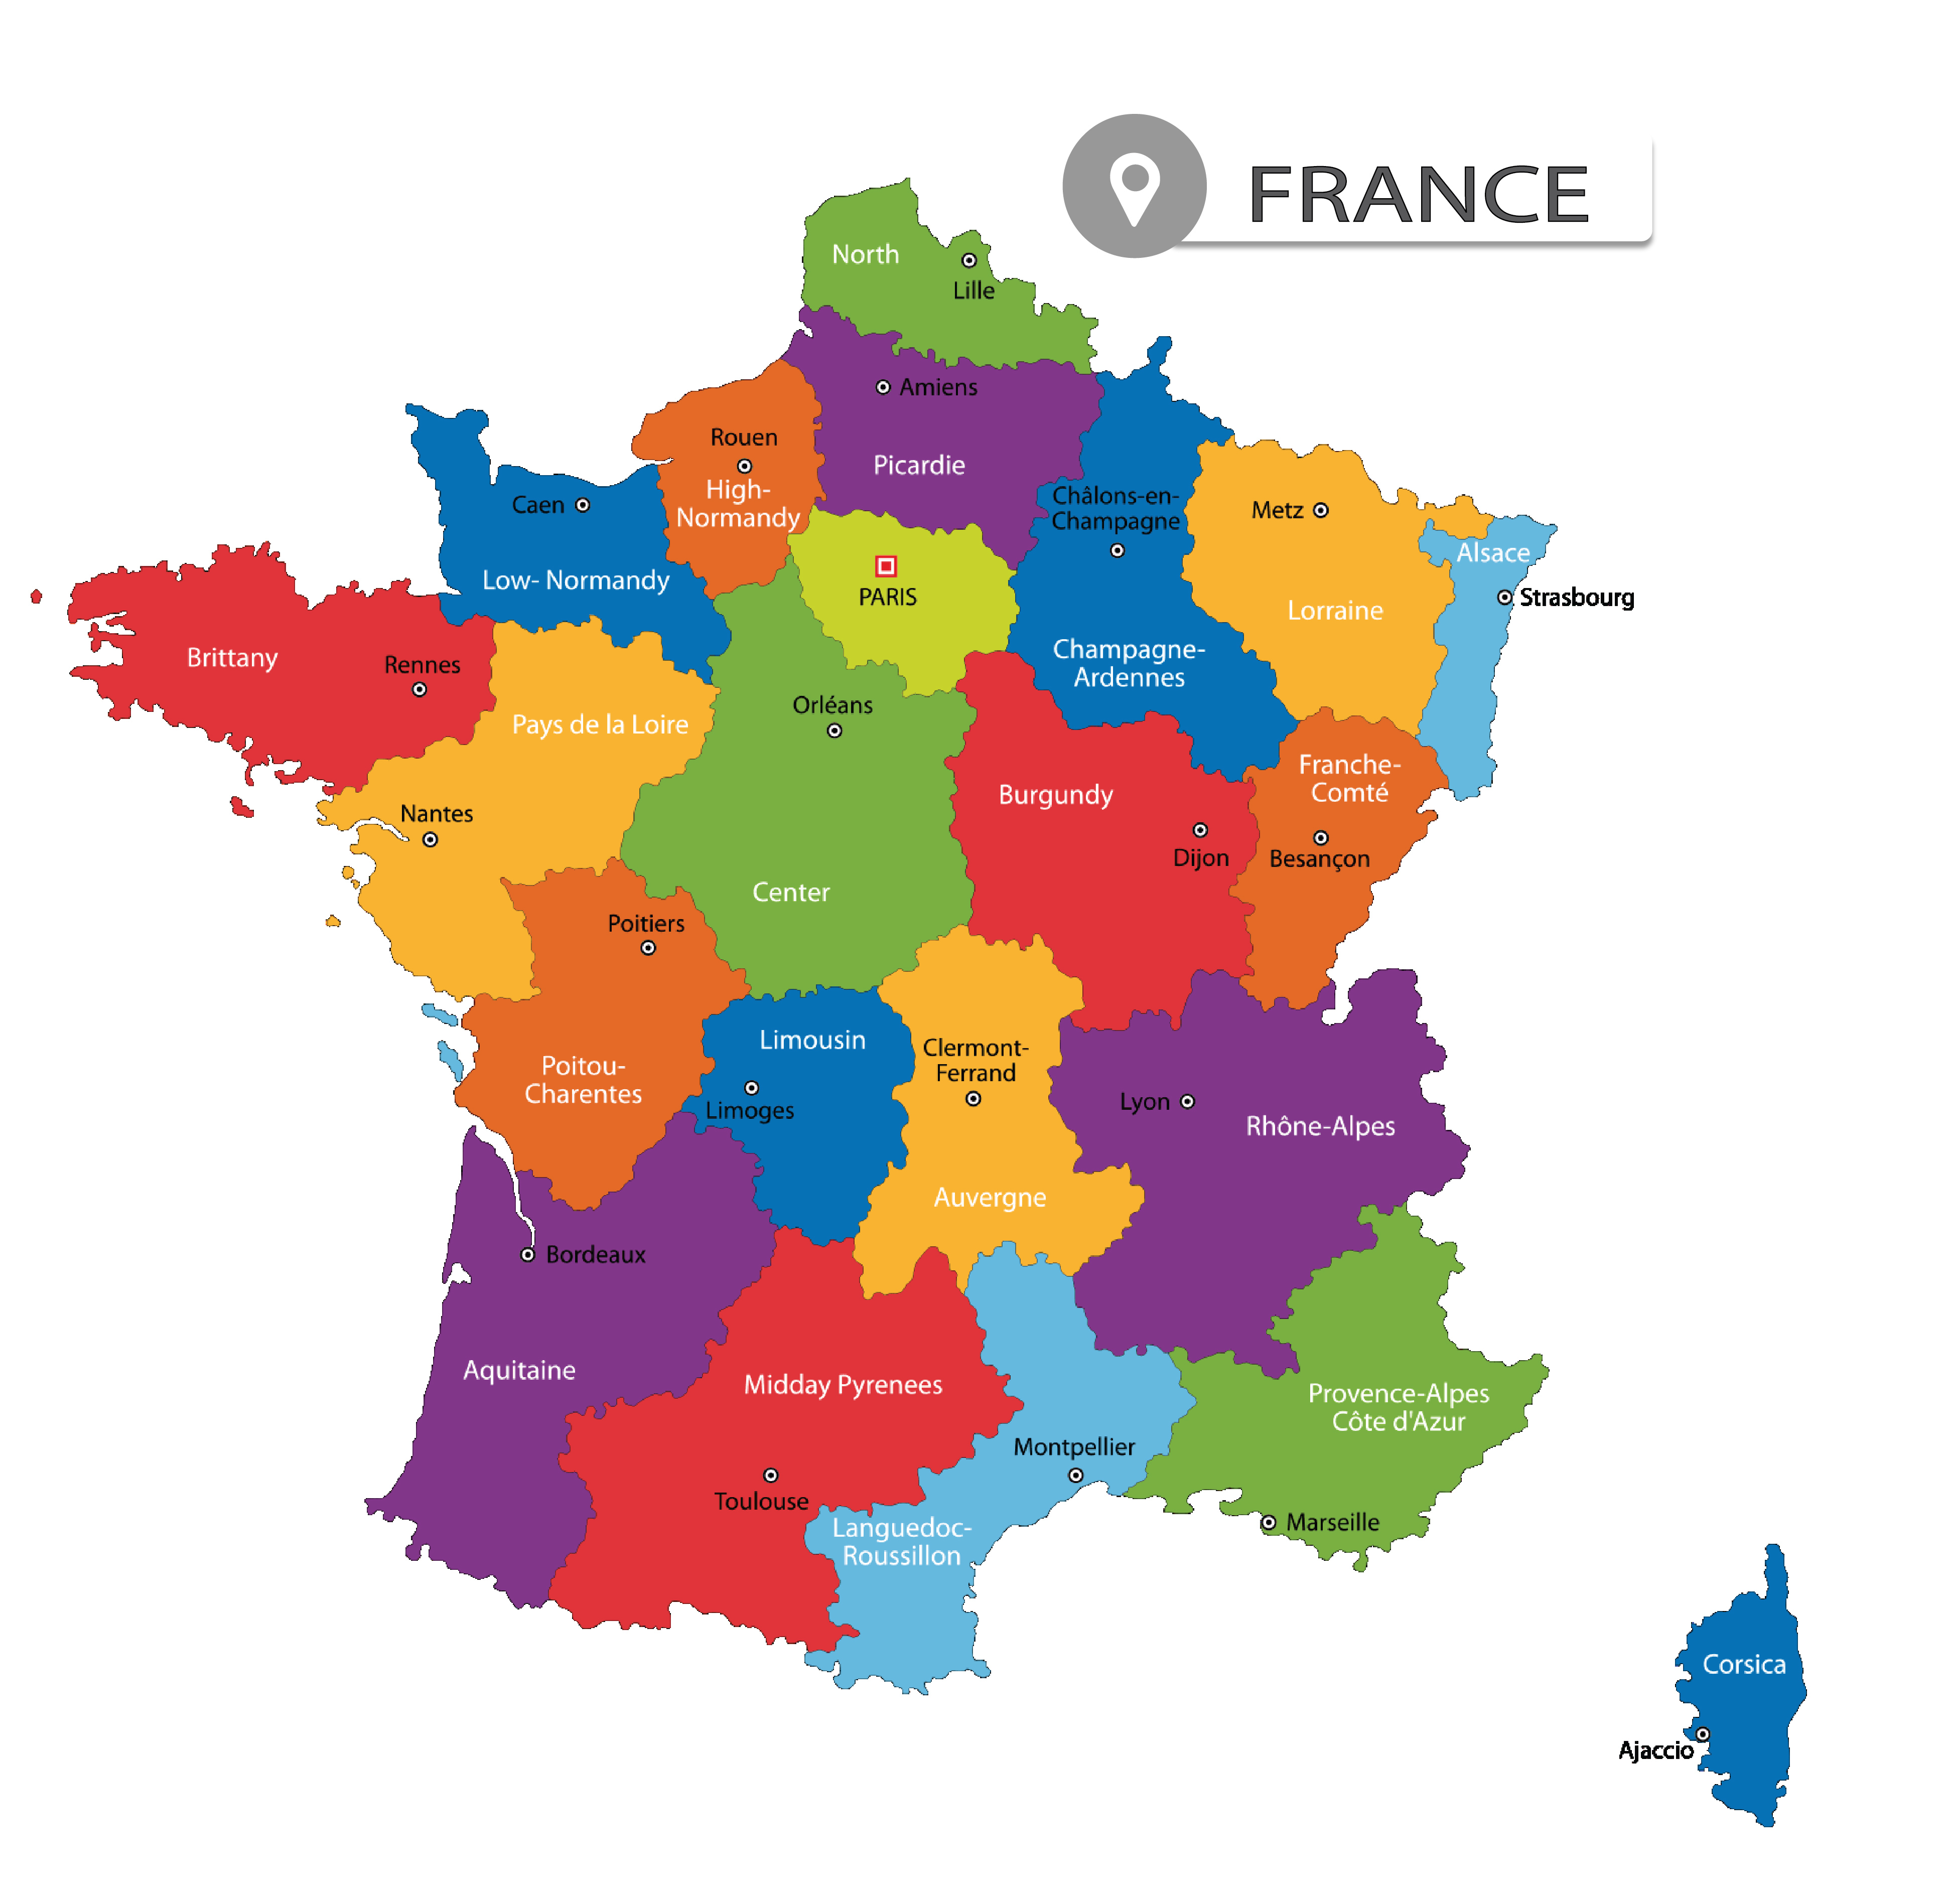 FRANCE
North
Lille
Amiens
Picardie
Rouen
High-
Normandy
Caen
Low- Normandy
Châlons-en-
Champagne
Champagne-
Ardennes
Metz
Lorraine
Alsace
Strasbourg
PARIS
Brittany
Rennes
Pays de la Loire
Nantes
Orléans
Center
Burgundy
Dijon
Franche-
Comté
Besançon
Poitiers
Poitou-
Charentes
Limousin
Limoges
Clermont-
Ferrand
Auvergne
Lyon
Rhône-Alpes
Bordeaux
Aquitaine
Midday Pyrenees
Toulouse
Montpellier
Languedoc-
Roussillon
Provence-Alpes
Côte d'Azur
Marseille
Corsica
Ajaccio